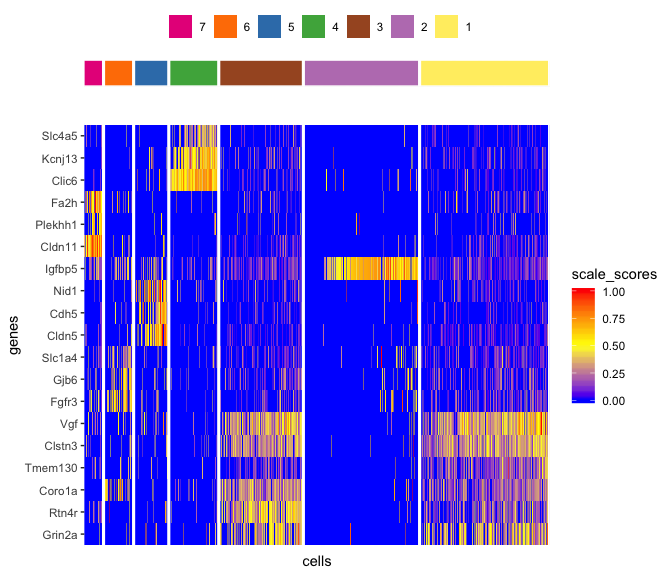 7 6 5 4 3 2 1
Slc4a5
Kcnj13
Clic6
Fa2h
Plekhh1
Cldn11
Igfbp5
Nid1
Cdh5
Cldn5
Slc1a4
Gjb6
Fgfr3
Vgf
Clstn3
Tmem130
Coro1a
Rtn4r
Grin2a
genes
cells
scale_scores
1.00
0.75
0.50
0.25
0.00